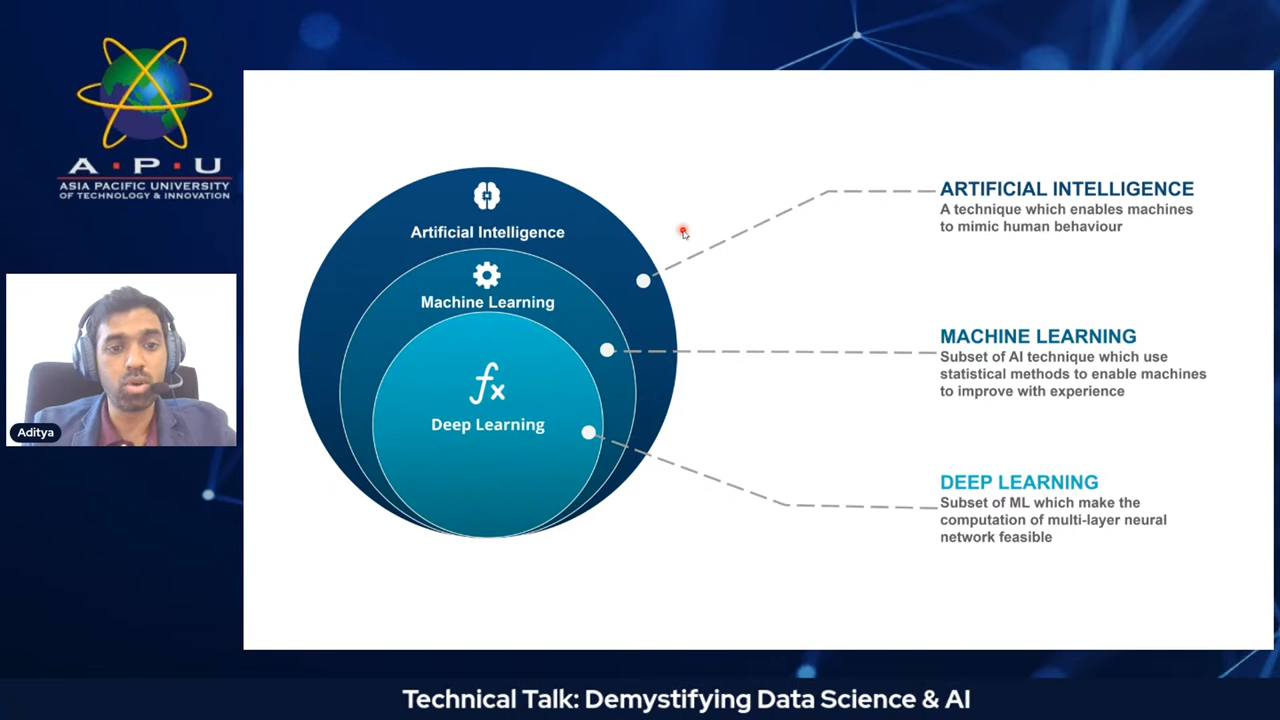 A · P · U
ASIA PACIFIC UNIVERSITY
OF TECHNOLOGY & INNOVATION
Aditya
Artificial Intelligence
Machine Learning
fx
Deep Learning
ARTIFICIAL INTELLIGENCE
A technique which enables machines
to mimic human behaviour
MACHINE LEARNING
Subset of AI technique which use
statistical methods to enable machines
to improve with experience
DEEP LEARNING
Subset of ML which make the
computation of multi-layer neural
network feasible
Technical Talk: Demystifying Data Science & AI